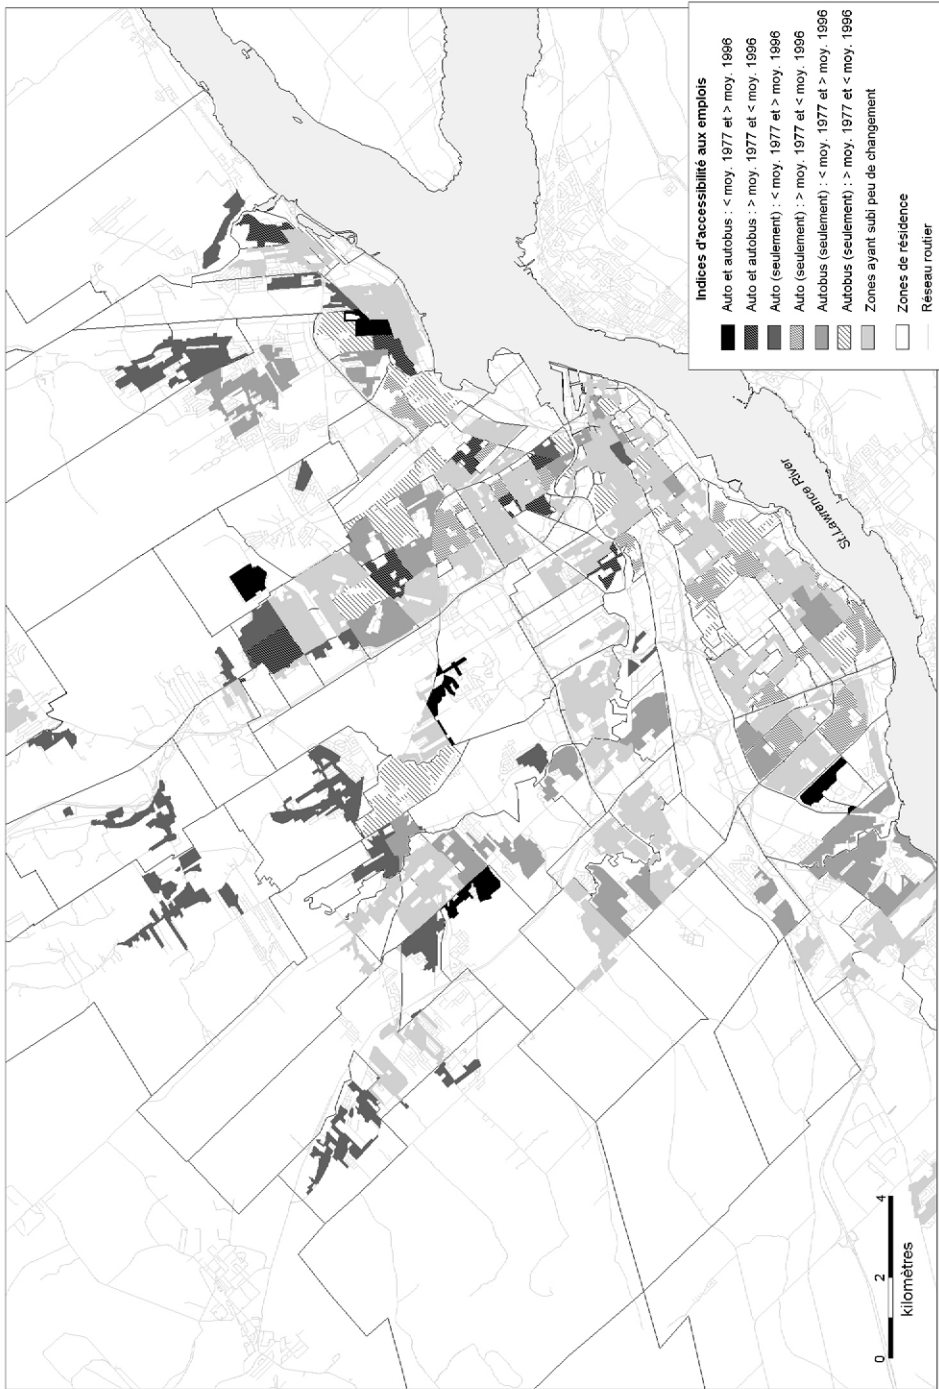 Indices d'accessibilité aux emplois
Auto et autobus : < moy. 1977 et > moy. 1996
Auto et autobus : > moy. 1977 et < moy. 1996
Auto (seulement) : < moy. 1977 et > moy. 1996
Auto (seulement) : > moy. 1977 et < moy. 1996
Autobus (seulement) : < moy. 1977 et > moy. 1996
Autobus (seulement) : > moy. 1977 et < moy. 1996
Zones ayant subi peu de changement
Zones de résidence
Réseau routier
St.Lawrence River
0 2 4
kilomètres